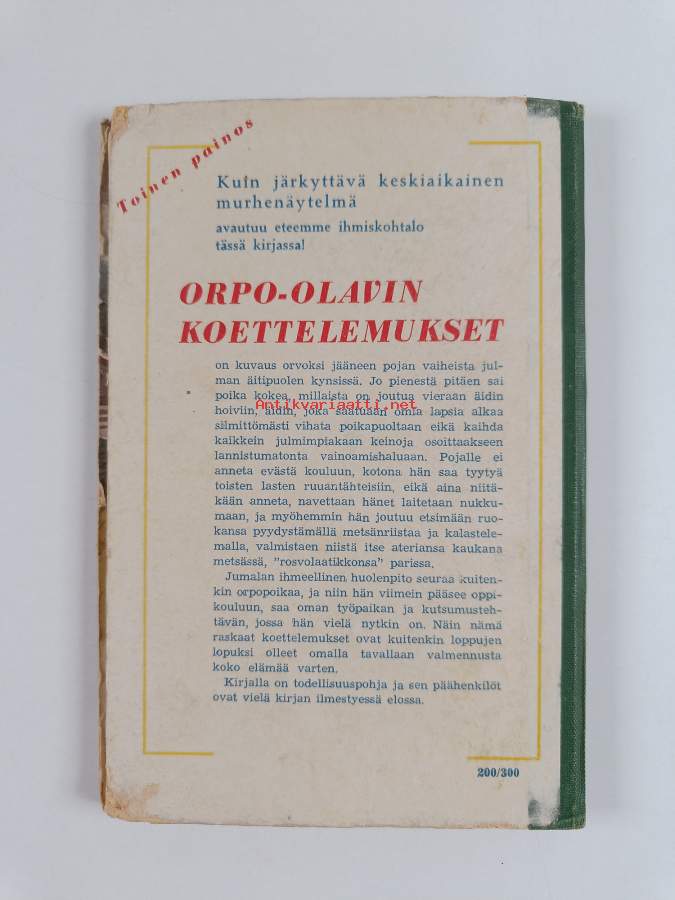 Toinen painos
Kuin järkyttävä keskiaikainen
murhenäytelmä
avautuu eteemme ihmiskohtalo
tässä kirjassa!
ORPO-OLAVIN
KOETTELEMUKSET
on kuvaus orvoksi jääneen pojan vaiheista jul-
man äitipuolen kynsissä. Jo pienestä pitäen sai
poika kokea, millaista on joutua vieraan äidin
hoiviin, äidin, joka saatuaan omia lapsia alkaa
silmittömästi vihata poikapuoltaan eikä kaihda
kaikkein julmimpiakaan keinoja osoittaakseen
lannistumatonta vainoamishaluaan. Pojalle ei
anneta evästä kouluun, kotona hän saa tyytyä
toisten lasten ruuantähteisiin, eikä aina niitä-
kään anneta, navettaan hänet laitetaan nukku-
maan, ja myöhemmin hän joutuu etsimään ruo-
kansa pyydystämällä metsänriistaa ja kalastele-
malla, valmistaen niistä itse ateriansa kaukana
metsässä, "rosvolaatikkonsa" parissa.
Jumalan ihmeellinen huolenpito seuraa kuiten-
kin orpopoikaa, ja niin hän viimein pääsee oppi-
kouluun, saa oman työpaikan ja kutsumusteh-
tävän, jossa hän vielä nytkin on. Näin nämä
raskaat koettelemukset ovat kuitenkin loppujen
lopuksi olleet omalla tavallaan valmennusta
koko elämää varten.
Kirjalla on todellisuuspohja ja sen päähenkilöt
ovat vielä kirjan ilmestyessä elossa.
200/300
Antikvariaatti.net